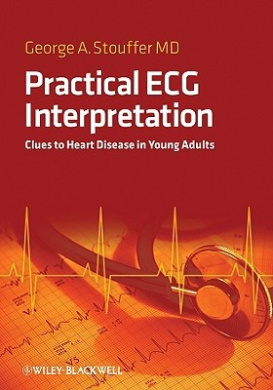 George A. Stouffer MD
Practical ECG
Interpretation
Clues to Heart Disease in Young Adults
WILEY-BLACKWELL